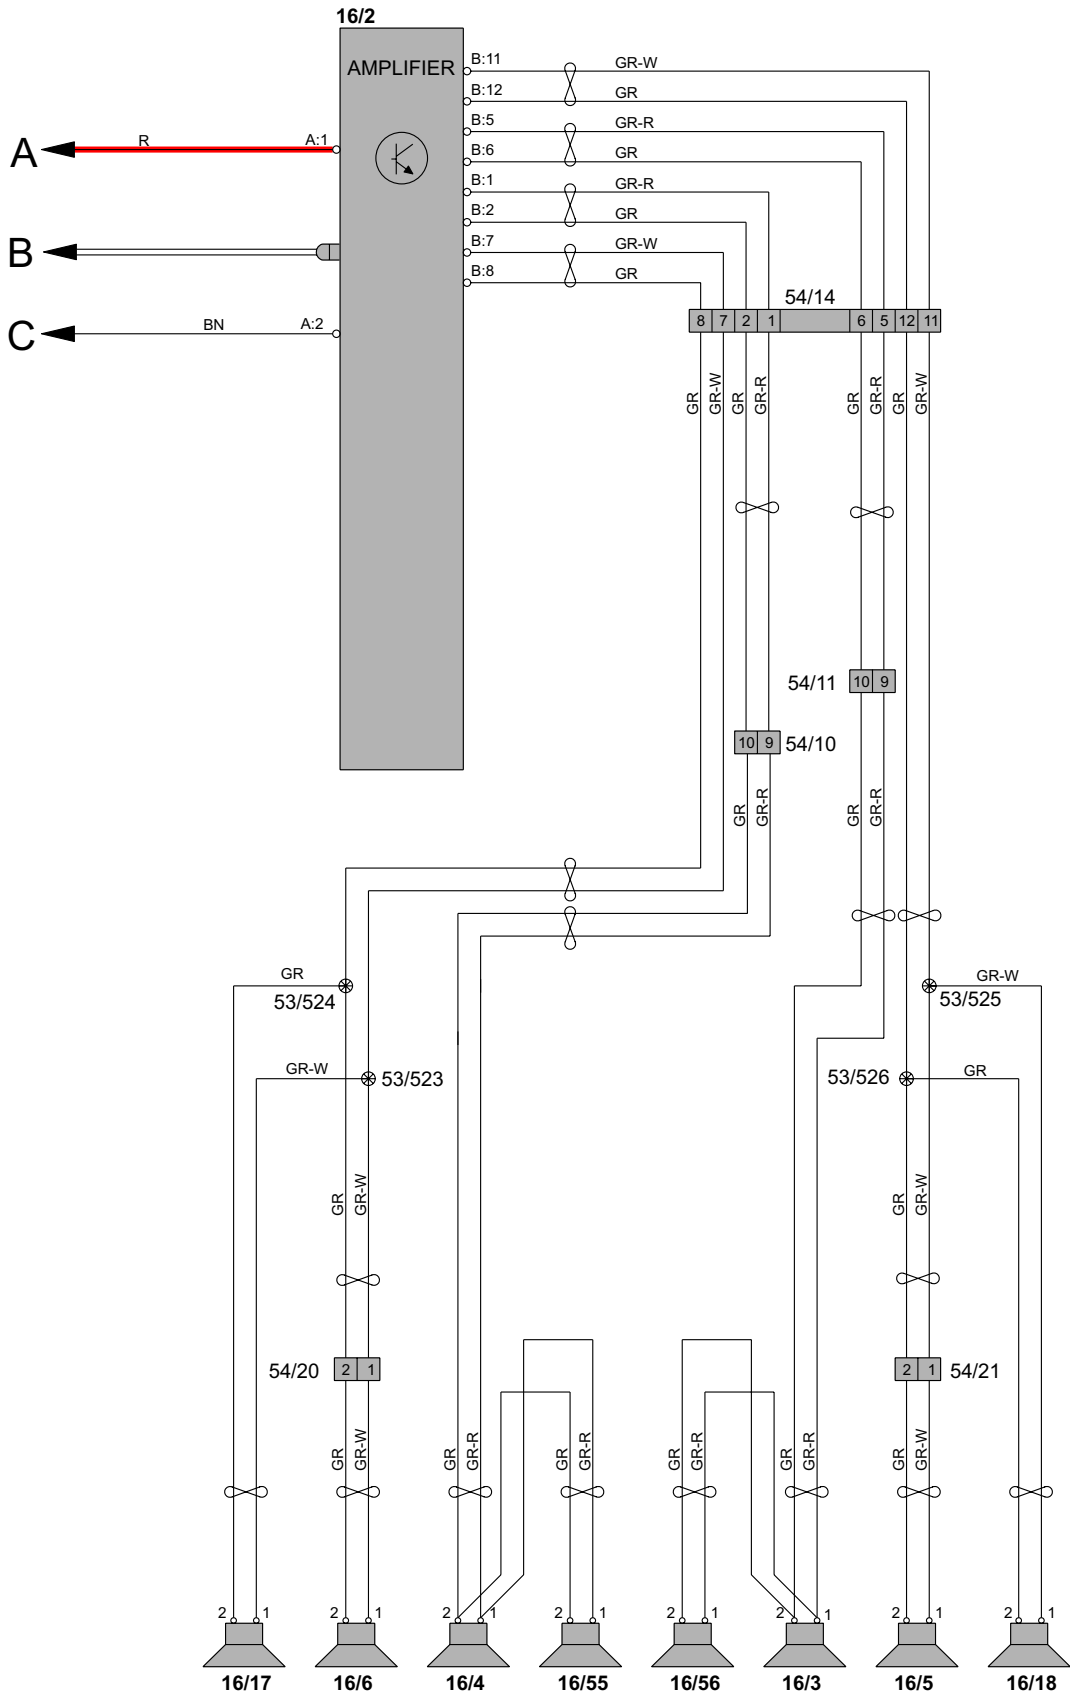 16/2
AMPLIFIER
B:11 GR-W
B:12 GR
B:5 GR-R
A R A:1
B:6 GR
B:1 GR-R
B:2 GR
B:7 GR-W
B
B:8 GR
54/14
C BN A:2
8 7 2 1 6 5 12 11
GR GR-W GR GR-R GR GR-R GR GR-W
54/11 10 9
10 9 54/10
GR GR-R GR GR-R
GR
53/524
GR-W
53/525
GR-W
53/523
53/526
GR
GR GR-W GR GR-W
54/20 2 1
2 1 54/21
GR GR-W GR GR-R GR GR-R GR GR-R GR GR-R GR GR-W
2 1 2 1 2 1 2 1 2 1 2 1 2 1 2 1
16/17 16/6 16/4 16/55 16/56 16/3 16/5 16/18